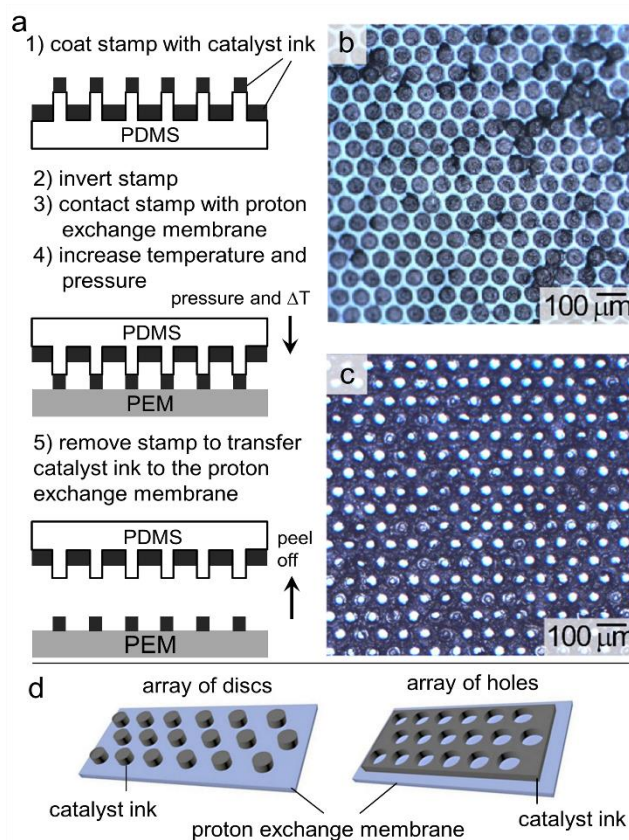 a
1) coat stamp with catalyst ink
PDMS
2) invert stamp
3) contact stamp with proton
exchange membrane
4) increase temperature and
pressure
pressure and ΔT
PDMS
PEM
5) remove stamp to transfer
catalyst ink to the proton
exchange membrane
PDMS
peel
off
PEM
b
100 μm
c
100 μm
d
array of discs
array of holes
catalyst ink
proton exchange membrane
catalyst ink